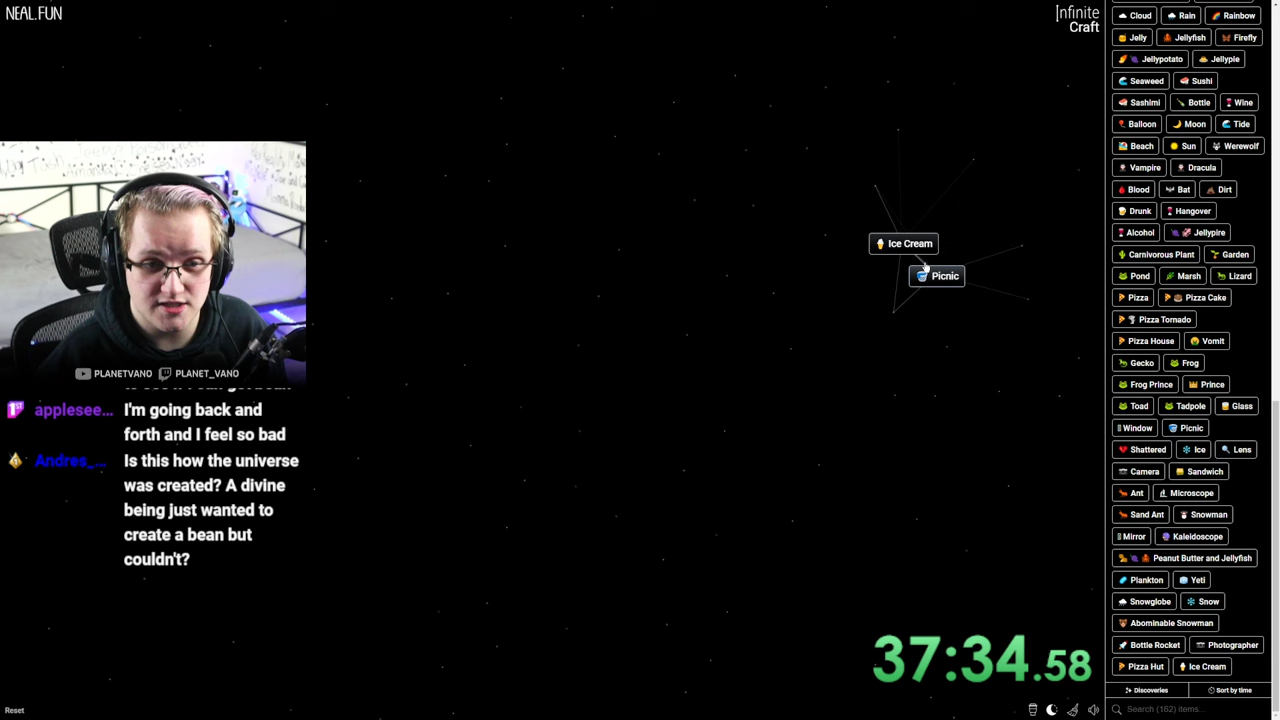 NEAL.FUN
Infinite
Craft
Ice Cream
Picnic
PLANETVANO PLANET_VANO
applesee... I'm going back and
forth and I feel so bad
Andres_... Is this how the universe
was created? A divine
being just wanted to
create a bean but
couldn't?
37:34.58
Reset
Cloud Rain Rainbow
Jelly Jellyfish Firefly
Jellypotato Jellypie
Seaweed Sushi
Sashimi Bottle Wine
Balloon Moon Tide
Beach Sun Werewolf
Vampire Dracula
Blood Bat Dirt
Drunk Hangover
Alcohol Jellypire
Carnivorous Plant Garden
Pond Marsh Lizard
Pizza Pizza Cake
Pizza Tornado
Pizza House Vomit
Gecko Frog
Frog Prince Prince
Toad Tadpole Glass
Window Picnic
Shattered Ice Lens
Camera Sandwich
Ant Microscope
Sand Ant Snowman
Mirror Kaleidoscope
Peanut Butter and Jellyfish
Plankton Yeti
Snowglobe Snow
Abominable Snowman
Bottle Rocket Photographer
Pizza Hut Ice Cream
Discoveries Sort by time
Search (162) items...